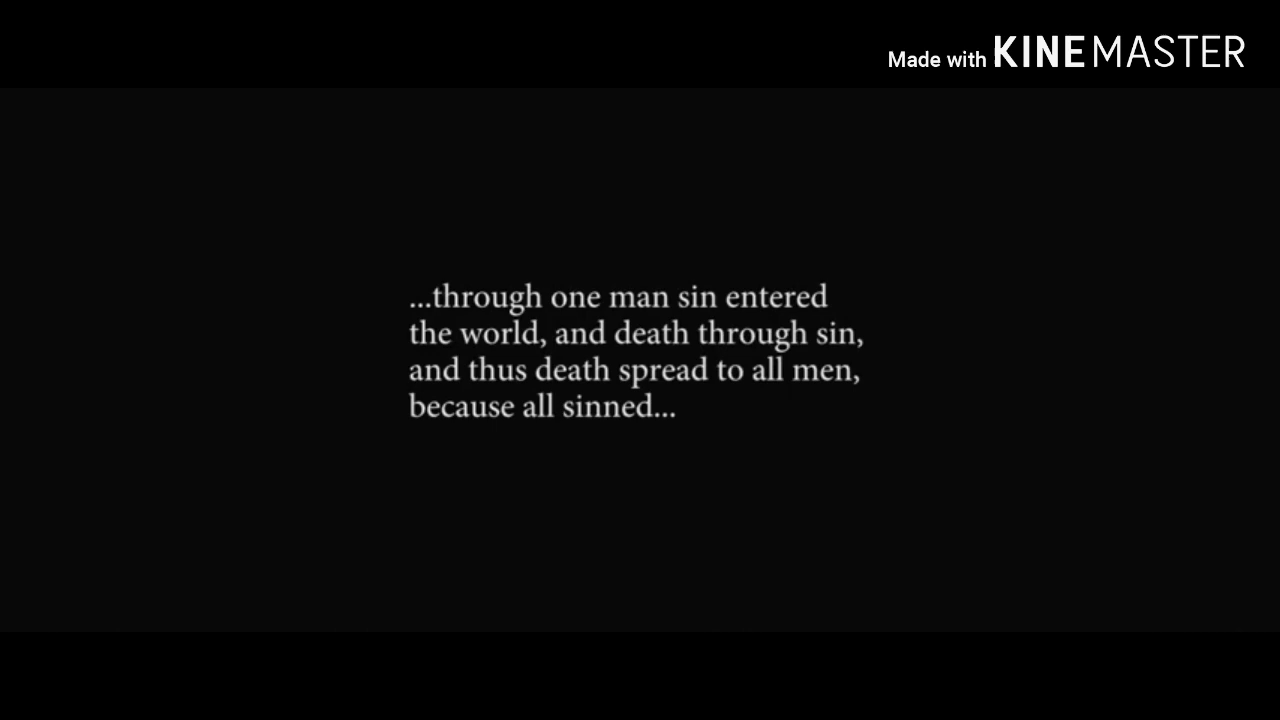 Made with KINEMASTER
...through one man sin entered
the world, and death through sin,
and thus death spread to all men,
because all sinned...